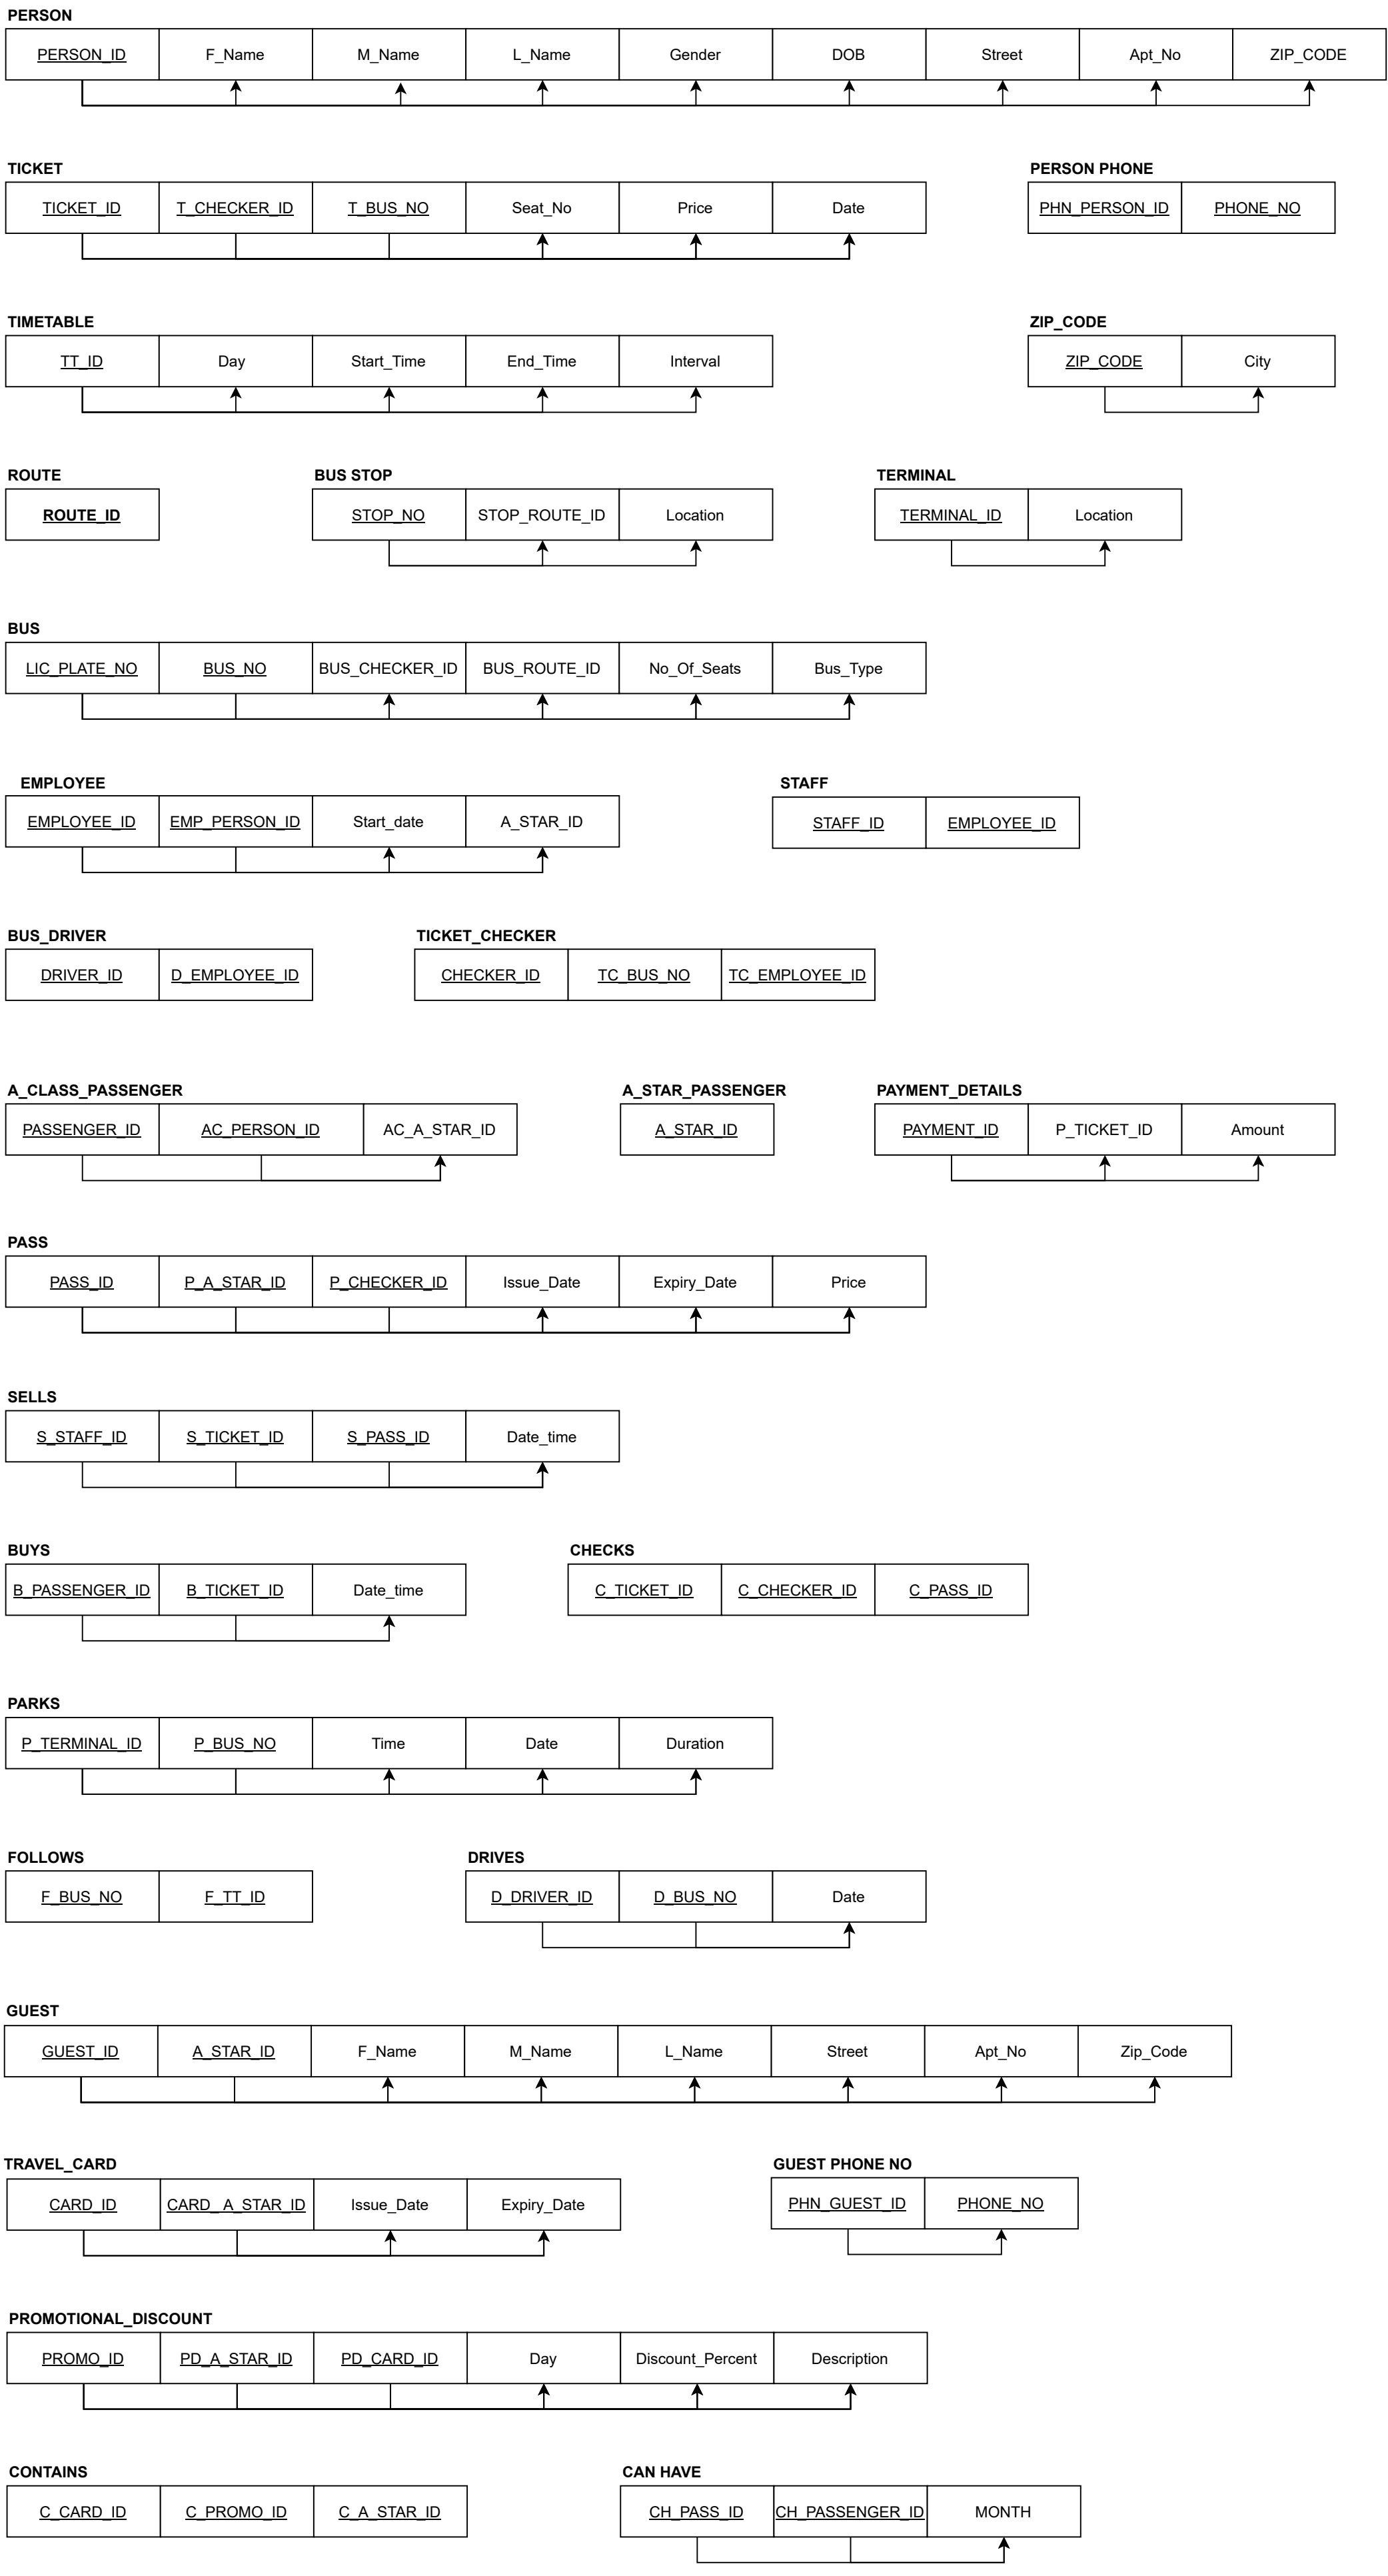 PERSON
PERSON_ID F_Name M_Name L_Name Gender DOB Street Apt_No ZIP_CODE
TICKET
TICKET_ID T_CHECKER_ID T_BUS_NO Seat_No Price Date
PERSON PHONE
PHN_PERSON_ID PHONE_NO
TIMETABLE
TT_ID Day Start_Time End_Time Interval
ZIP_CODE
ZIP_CODE City
ROUTE
ROUTE_ID
BUS STOP
STOP_NO STOP_ROUTE_ID Location
TERMINAL
TERMINAL_ID Location
BUS
LIC_PLATE_NO BUS_NO BUS_CHECKER_ID BUS_ROUTE_ID No_Of_Seats Bus_Type
EMPLOYEE
EMPLOYEE_ID EMP_PERSON_ID Start_date A_STAR_ID
STAFF
STAFF_ID EMPLOYEE_ID
BUS_DRIVER
DRIVER_ID D_EMPLOYEE_ID
TICKET_CHECKER
CHECKER_ID TC_BUS_NO TC_EMPLOYEE_ID
A_CLASS_PASSENGER
PASSENGER_ID AC_PERSON_ID AC_A_STAR_ID
A_STAR_PASSENGER
A_STAR_ID
PAYMENT_DETAILS
PAYMENT_ID P_TICKET_ID Amount
PASS
PASS_ID P_A_STAR_ID P_CHECKER_ID Issue_Date Expiry_Date Price
SELLS
S_STAFF_ID S_TICKET_ID S_PASS_ID Date_time
BUYS
B_PASSENGER_ID B_TICKET_ID Date_time
CHECKS
C_TICKET_ID C_CHECKER_ID C_PASS_ID
PARKS
P_TERMINAL_ID P_BUS_NO Time Date Duration
FOLLOWS
F_BUS_NO F_TT_ID
DRIVES
D_DRIVER_ID D_BUS_NO Date
GUEST
GUEST_ID A_STAR_ID F_Name M_Name L_Name Street Apt_No Zip_Code
TRAVEL_CARD
CARD_ID CARD_ A_STAR_ID Issue_Date Expiry_Date
GUEST PHONE NO
PHN_GUEST_ID PHONE_NO
PROMOTIONAL_DISCOUNT
PROMO_ID PD_A_STAR_ID PD_CARD_ID Day Discount_Percent Description
CONTAINS
C_CARD_ID C_PROMO_ID C_A_STAR_ID
CAN HAVE
CH_PASS_ID CH_PASSENGER_ID MONTH